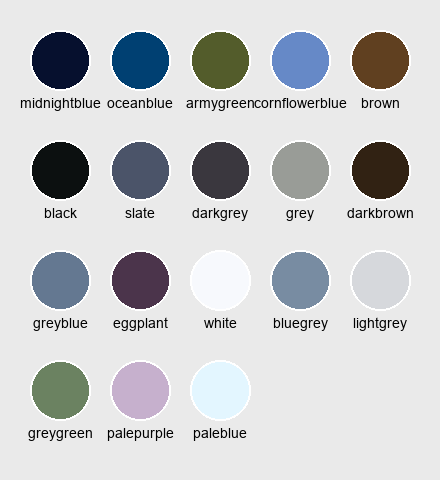 midnightblue oceanblue armygreen cornflowerblue brown
black slate darkgrey grey darkbrown
greyblue eggplant white bluegrey lightgrey
greygreen palepurple paleblue